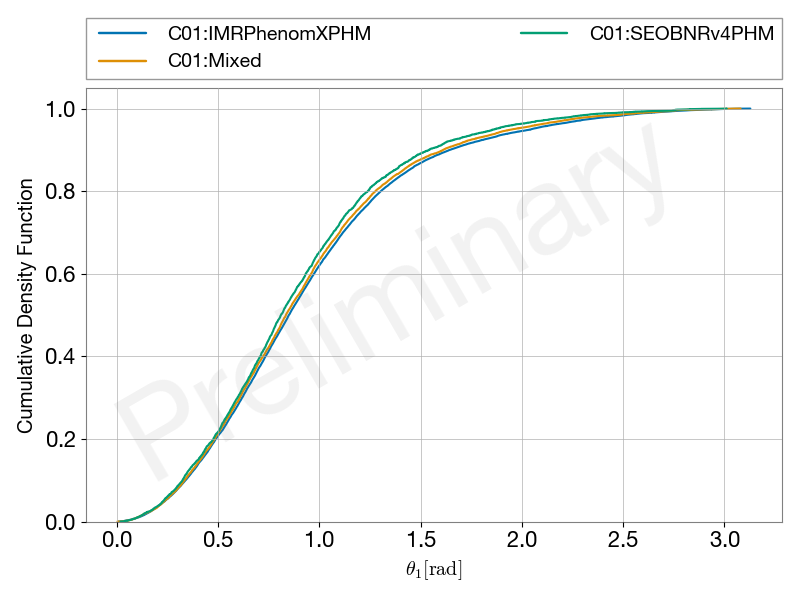 C01:IMRPhenomXPHM
C01:Mixed
C01:SEOBNRv4PHM
Cumulative Density Function
1.0
0.8
0.6
0.4
0.2
0.0
Preliminary
0.0 0.5 1.0 1.5 2.0 2.5 3.0
θ₁[rad]